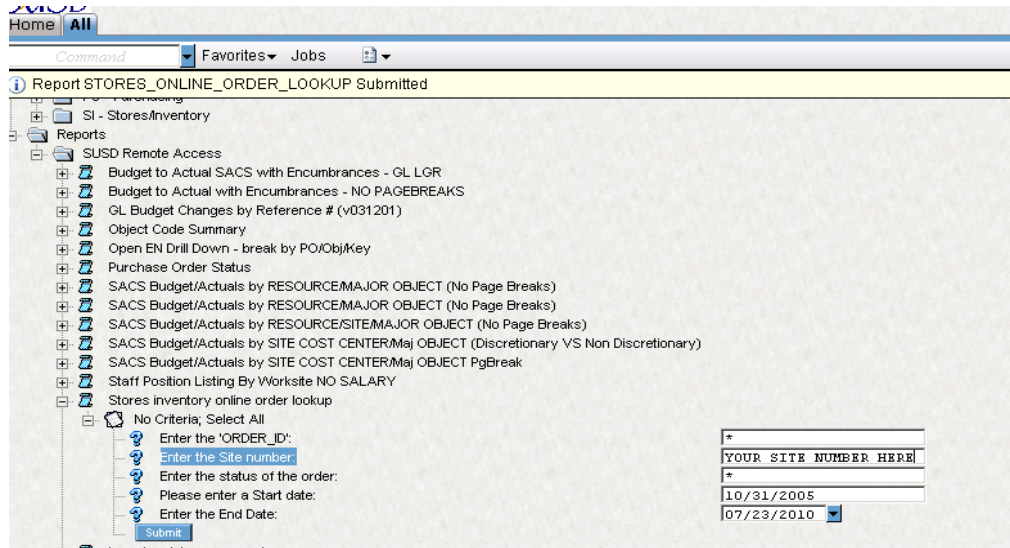 Home All
Command Favorites Jobs
Report STORES_ONLINE_ORDER_LOOKUP Submitted
SI - Stores/Inventory
Reports
SUSD Remote Access
Budget to Actual SACS with Encumbrances - GL LGR
Budget to Actual with Encumbrances - NO PAGEBREAKS
GL Budget Changes by Reference # (v031201)
Object Code Summary
Open EN Drill Down - break by PO/Obj/Key
Purchase Order Status
SACS Budget/Actuals by RESOURCE/MAJOR OBJECT (No Page Breaks)
SACS Budget/Actuals by RESOURCE/MAJOR OBJECT (No Page Breaks)
SACS Budget/Actuals by RESOURCE/SITE/MAJOR OBJECT (No Page Breaks)
SACS Budget/Actuals by SITE COST CENTER/Maj OBJECT (Discretionary VS Non Discretionary)
SACS Budget/Actuals by SITE COST CENTER/Maj OBJECT PgBreak
Staff Position Listing By Worksite NO SALARY
Stores inventory online order lookup
No Criteria; Select All
Enter the 'ORDER_ID': *
Enter the Site number: YOUR SITE NUMBER HERE
Enter the status of the order: *
Please enter a Start date: 10/31/2005
Enter the End Date: 07/23/2010
Submit